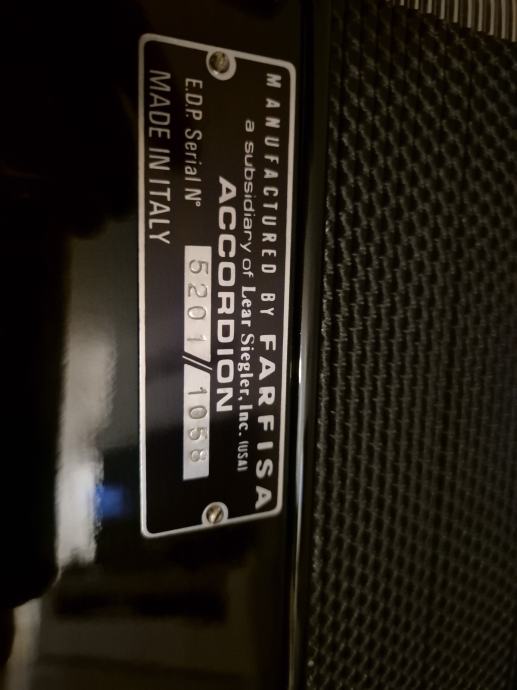 MANUFACTURED BY FARFISA
a subsidiary of Lear Siegler, Inc. (USA)
ACCORDION
E.D.P. Serial N° 5201//1058
MADE IN ITALY